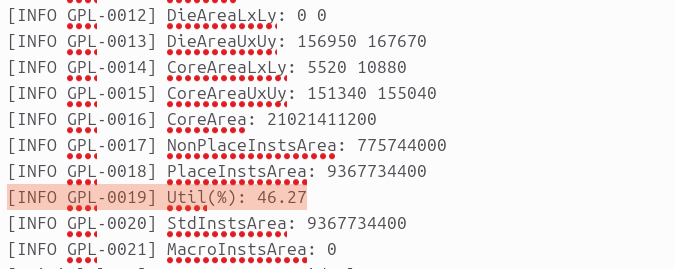 [INFO GPL-0012] DieAreaLxLy: 0 0
[INFO GPL-0013] DieAreaUxUy: 156950 167670
[INFO GPL-0014] CoreAreaLxLy: 5520 10880
[INFO GPL-0015] CoreAreaUxUy: 151340 155040
[INFO GPL-0016] CoreArea: 21021411200
[INFO GPL-0017] NonPlaceInstsArea: 775744000
[INFO GPL-0018] PlaceInstsArea: 9367734400
[INFO GPL-0019] Util(%): 46.27
[INFO GPL-0020] StdInstsArea: 9367734400
[INFO GPL-0021] MacroInstsArea: 0